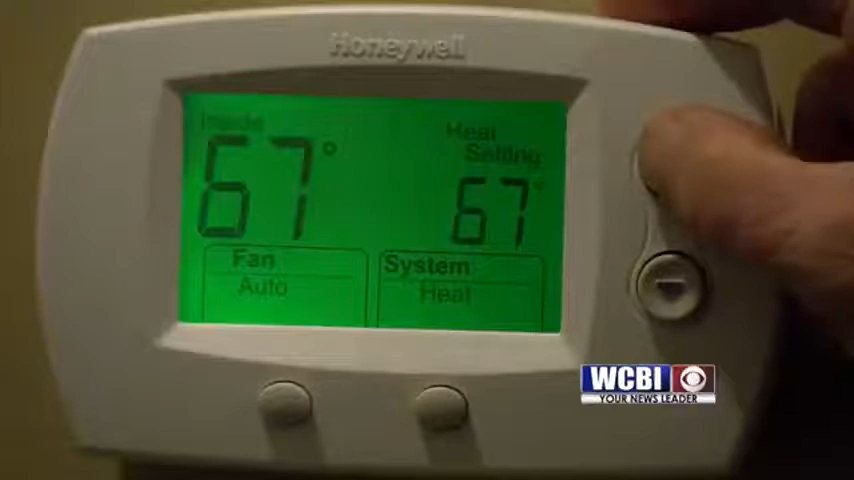 Honeywell
Inside
67°
Heat
Setting
67°
Fan
Auto
System
Heat
WCBI
YOUR NEWS LEADER